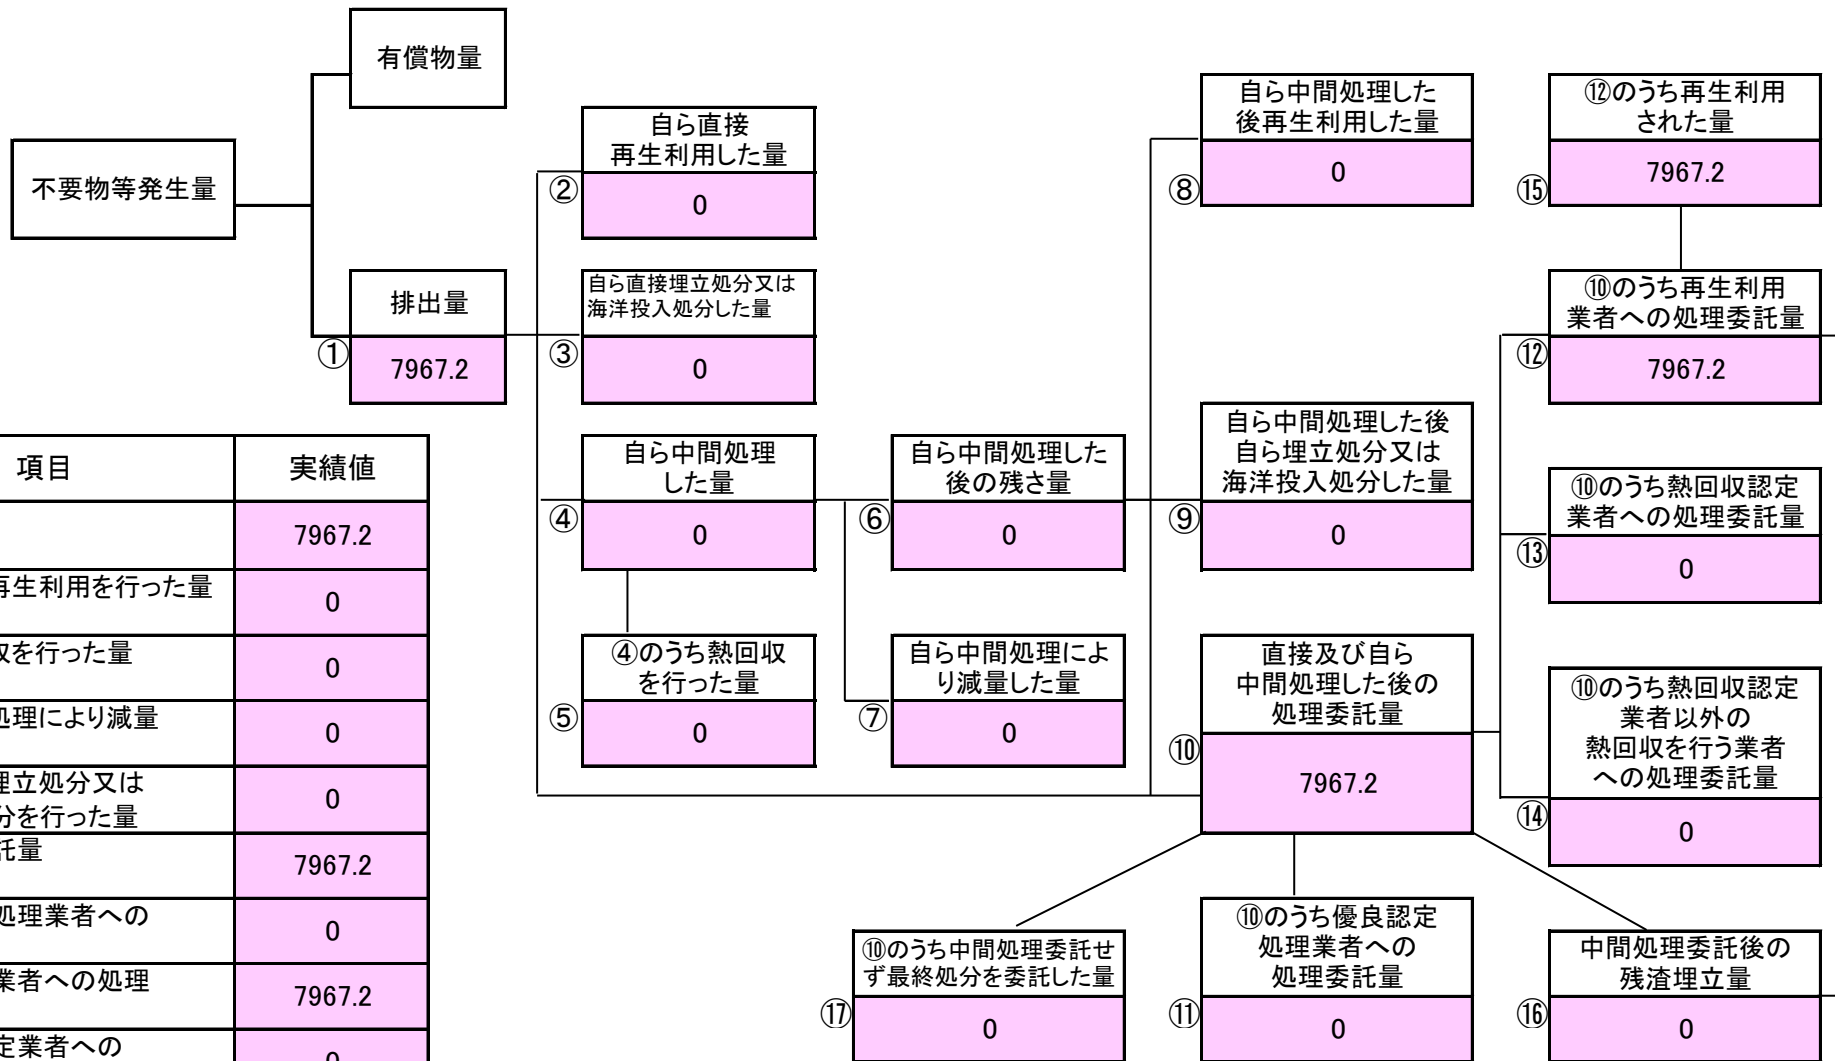 有償物量
不要物等発生量
排出量
①
7967.2
自ら直接
再生利用した量
②
0
自ら直接埋立処分又は
海洋投入処分した量
③
0
自ら中間処理
した量
④
0
④のうち熱回収
を行った量
⑤
0
自ら中間処理した
後の残さ量
⑥
0
自ら中間処理によ
り減量した量
⑦
0
自ら中間処理した
後再生利用した量
⑧
0
自ら中間処理した後
自ら埋立処分又は
海洋投入処分した量
⑨
0
直接及び自ら
中間処理した後の
処理委託量
⑩
7967.2
⑫のうち再生利用
された量
⑮
7967.2
⑩のうち再生利用
業者への処理委託量
⑫
7967.2
⑩のうち熱回収認定
業者への処理委託量
⑬
0
⑩のうち熱回収認定
業者以外の
熱回収を行う業者
への処理委託量
⑭
0
⑩のうち中間処理委託せ
ず最終処分を委託した量
⑰
0
⑩のうち優良認定
処理業者への
処理委託量
⑪
0
中間処理委託後の
残渣埋立量
⑯
0
項目 実績値
7967.2
再生利用を行った量
0
を行った量
0
処理により減量
0
埋立処分又は
分を行った量
0
託量
7967.2
処理業者への
0
業者への処理
7967.2
定業者への
0